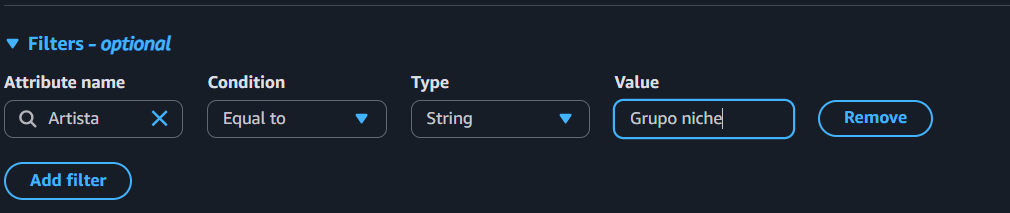 Filters - optional
Attribute name Condition Type Value
Artista Equal to String Grupo niche Remove
Add filter